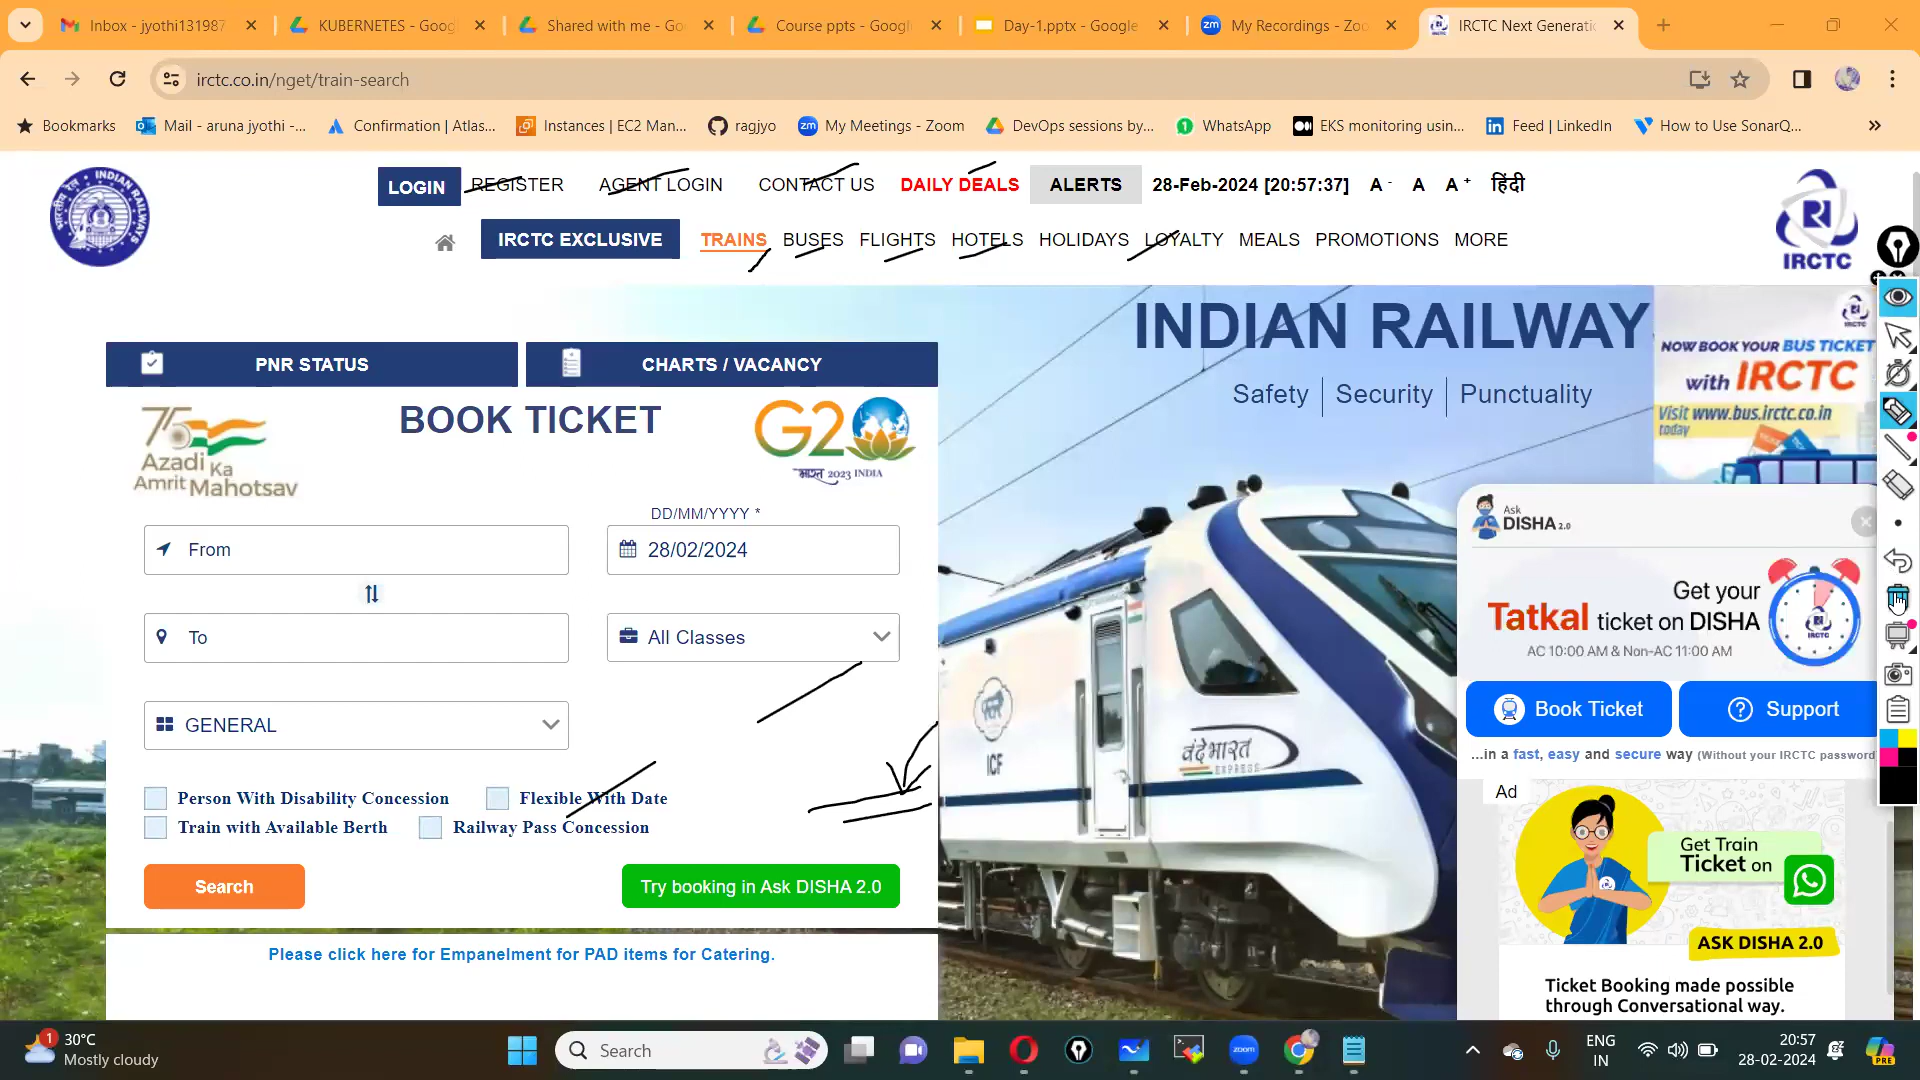 Inbox - jyothi131987
KUBERNETES - Goog
Shared with me - Go
Course ppts - Googl
Day-1.pptx - Google
My Recordings - Zoo
IRCTC Next Generatio
irctc.co.in/nget/train-search
Bookmarks
Mail - aruna jyothi -...
Confirmation | Atlas...
Instances | EC2 Man...
ragjyo
My Meetings - Zoom
DevOps sessions by...
WhatsApp
EKS monitoring usin...
Feed | LinkedIn
How to Use SonarQ...
LOGIN
REGISTER
AGENT LOGIN
CONTACT US
DAILY DEALS
ALERTS
28-Feb-2024 [20:57:37]
A -
A
A +
हिंदी
IRCTC EXCLUSIVE
TRAINS
BUSES
FLIGHTS
HOTELS
HOLIDAYS
LOYALTY
MEALS
PROMOTIONS
MORE
IRCTC
INDIAN RAILWAY
Safety | Security | Punctuality
NOW BOOK YOUR BUS TICKET
with IRCTC
Visit www.bus.irctc.co.in
today
PNR STATUS
CHARTS / VACANCY
75
Azadi Ka
Amrit Mahotsav
BOOK TICKET
G20
भारत 2023 INDIA
DD/MM/YYYY *
From
28/02/2024
To
All Classes
GENERAL
Person With Disability Concession
Flexible With Date
Train with Available Berth
Railway Pass Concession
Search
Try booking in Ask DISHA 2.0
Please click here for Empanelment for PAD items for Catering.
ICF
वंदे भारत
EXPRESS
Ask
DISHA 2.0
Get your
Tatkal ticket on DISHA
AC 10:00 AM & Non-AC 11:00 AM
IRCTC
Book Ticket
Support
...in a fast, easy and secure way (Without your IRCTC password
Ad
Get Train
Ticket on
ASK DISHA 2.0
Ticket Booking made possible
through Conversational way.
1
30°C
Mostly cloudy
Search
zoom
ENG
IN
20:57
28-02-2024
PRE